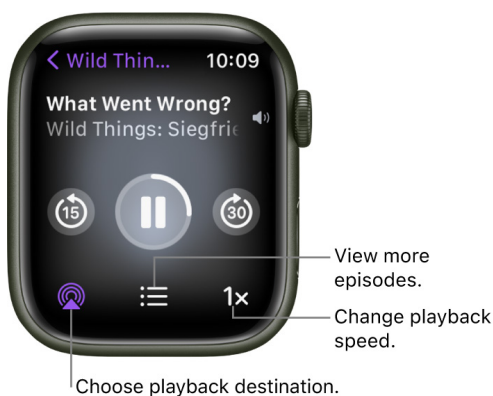 Wild Thin...
10:09
What Went Wrong?
Wild Things: Siegfrie
15
30
View more
episodes.
1×
Change playback
speed.
Choose playback destination.